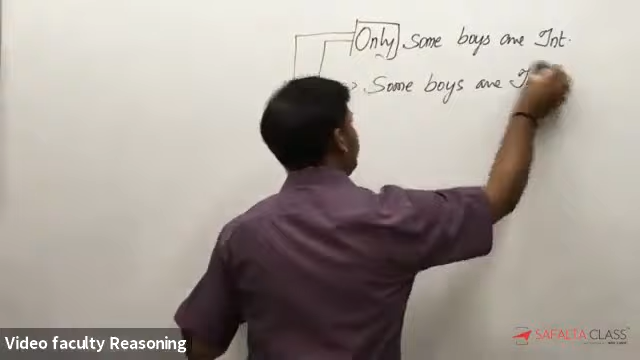 Only Some boys are Int.
Some boys are
Video faculty Reasoning
SAFALTA CLASS